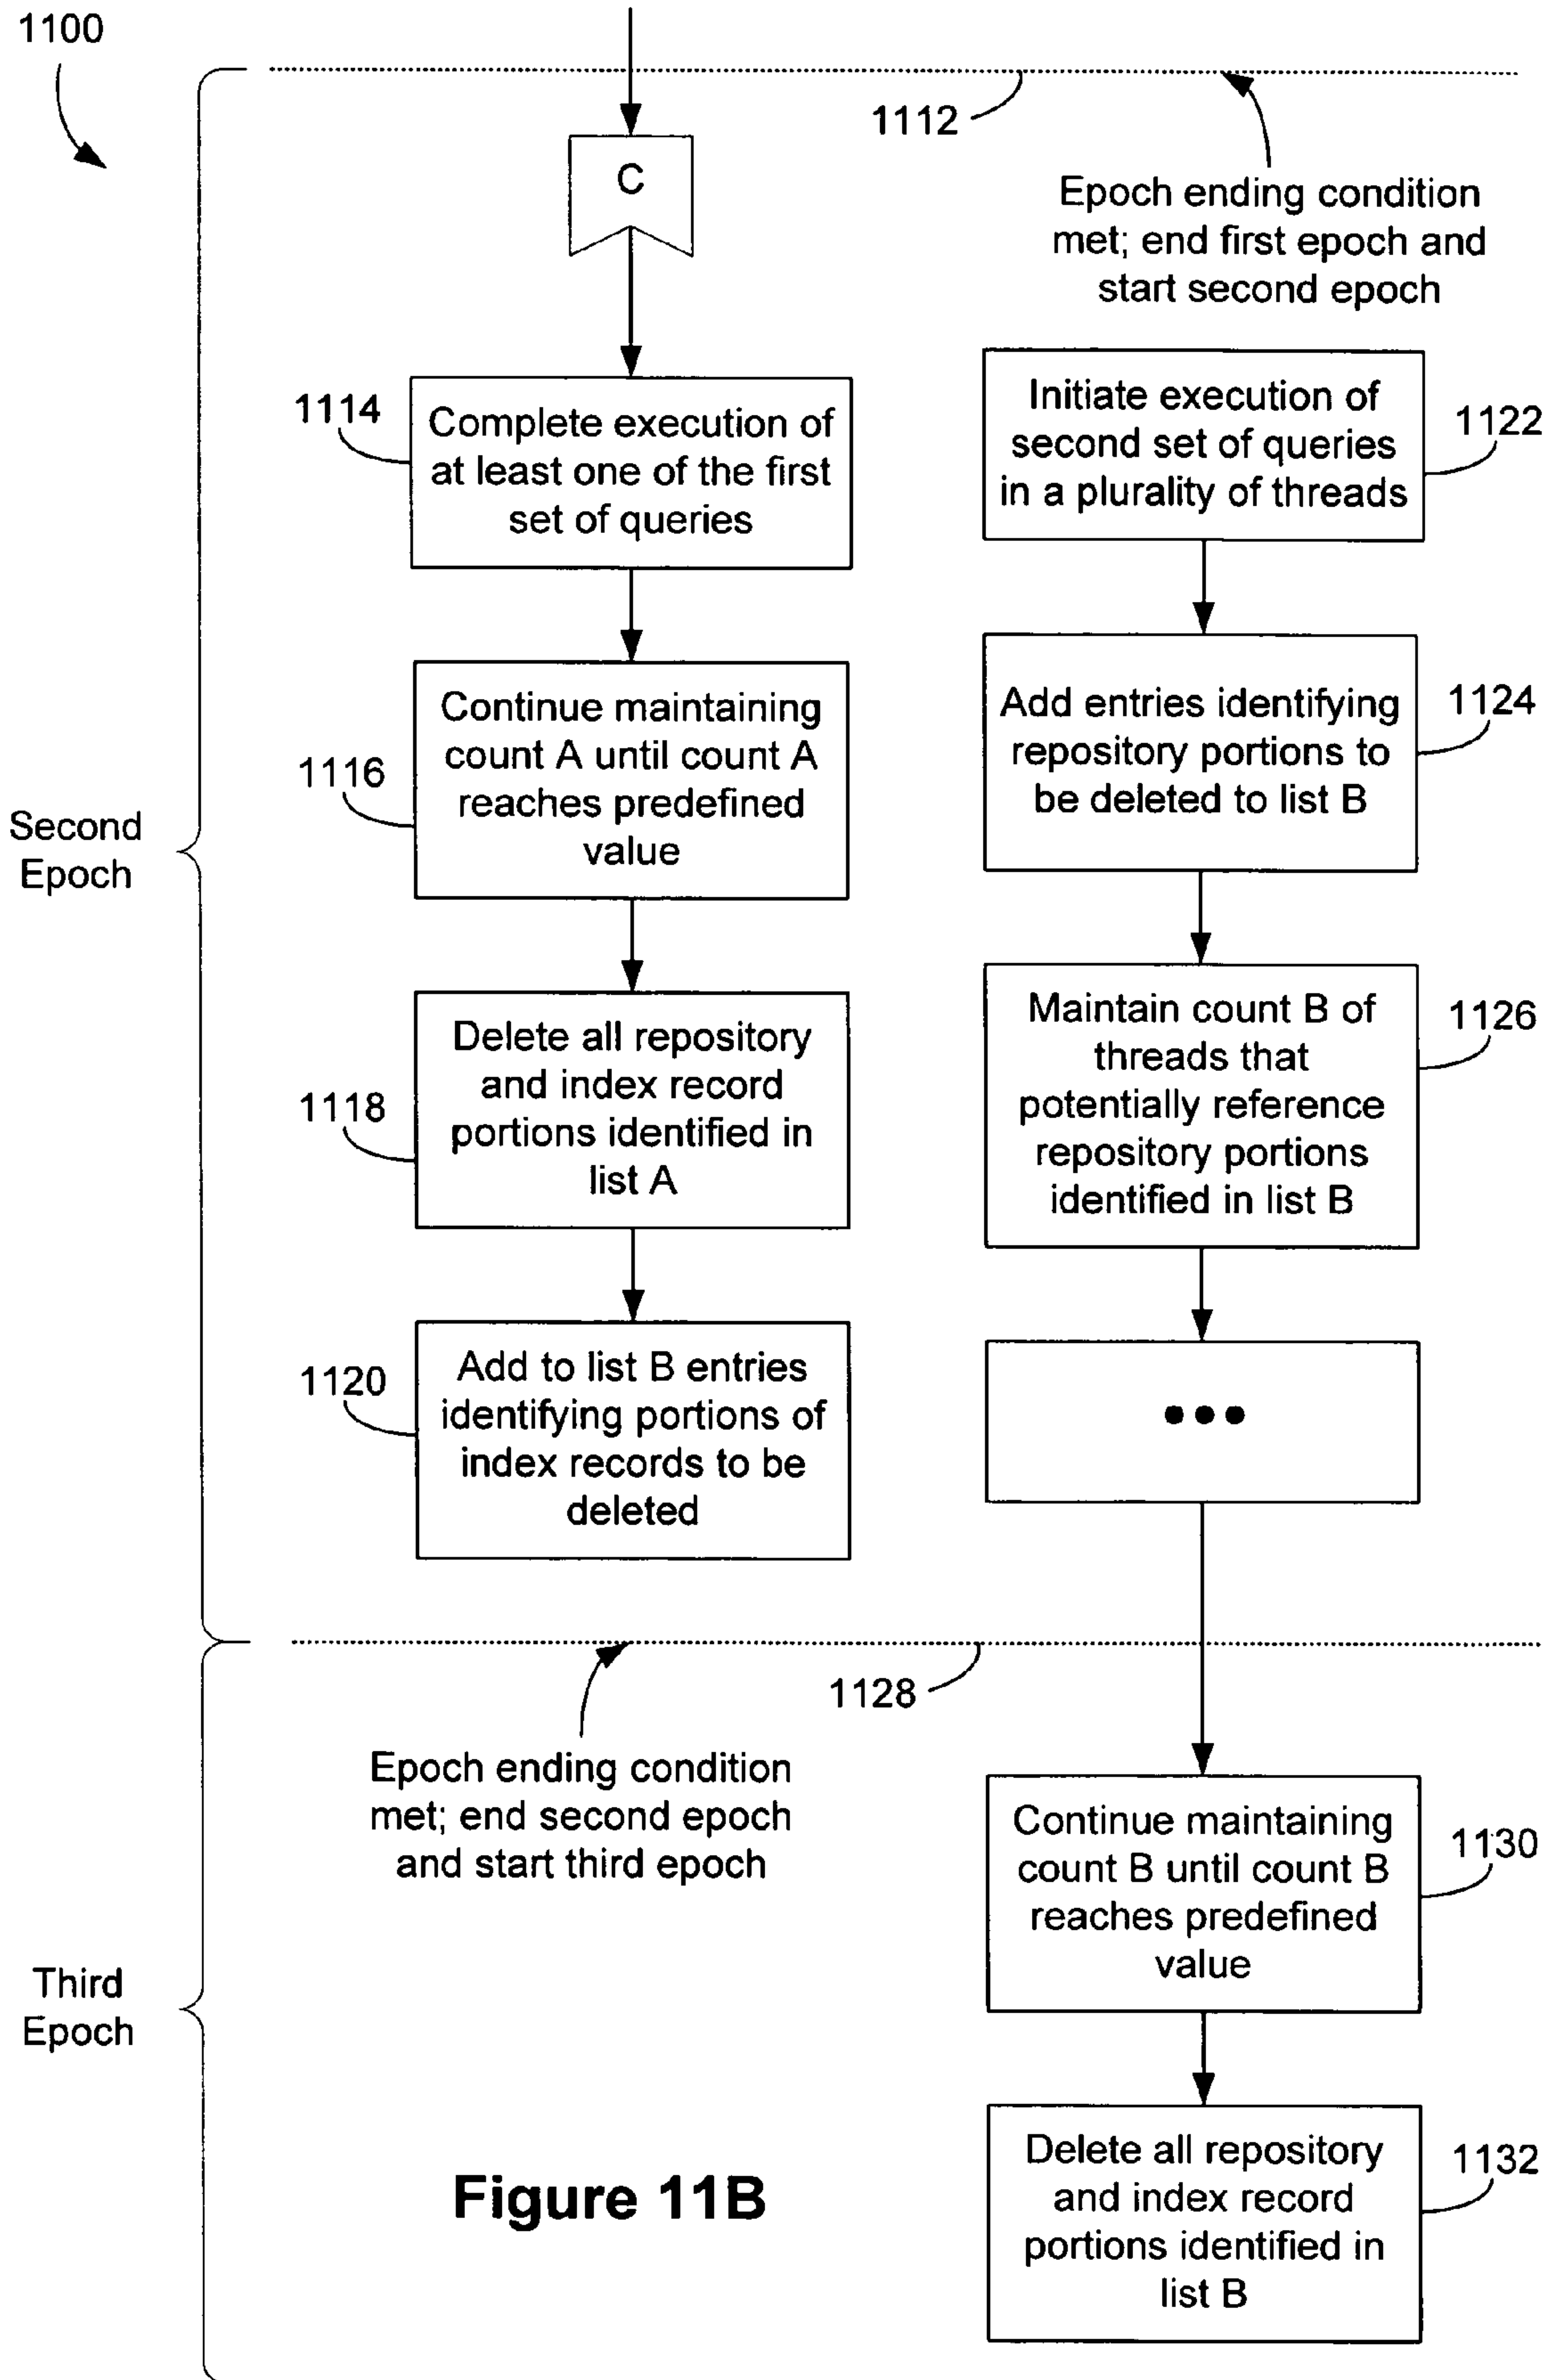 1100
1112
C
Epoch ending condition
met; end first epoch and
start second epoch
Second
Epoch
1114
Complete execution of
at least one of the first
set of queries
1116
Continue maintaining
count A until count A
reaches predefined
value
1118
Delete all repository
and index record
portions identified in
list A
1120
Add to list B entries
identifying portions of
index records to be
deleted
Initiate execution of
second set of queries
in a plurality of threads
1122
Add entries identifying
repository portions to
be deleted to list B
1124
Maintain count B of
threads that
potentially reference
repository portions
identified in list B
1126
•••
1128
Epoch ending condition
met; end second epoch
and start third epoch
Third
Epoch
Continue maintaining
count B until count B
reaches predefined
value
1130
Delete all repository
and index record
portions identified in
list B
1132
Figure 11B